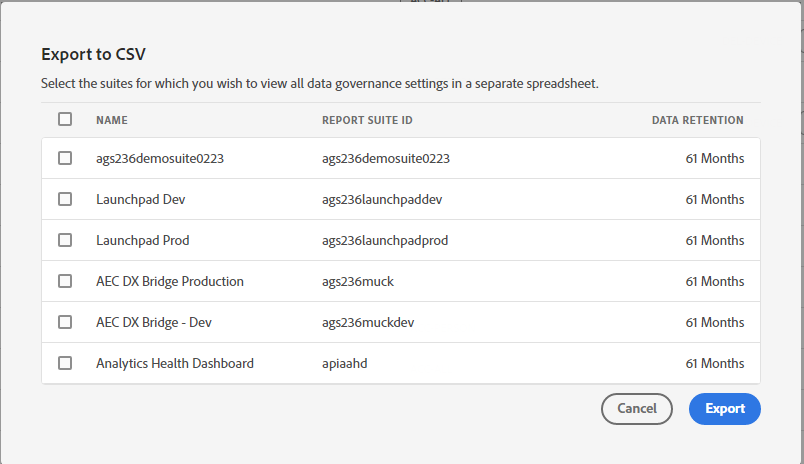 Export to CSV
Select the suites for which you wish to view all data governance settings in a separate spreadsheet.
NAME REPORT SUITE ID DATA RETENTION
ags236demosuite0223 ags236demosuite0223 61 Months
Launchpad Dev ags236launchpaddev 61 Months
Launchpad Prod ags236launchpadprod 61 Months
AEC DX Bridge Production ags236muck 61 Months
AEC DX Bridge - Dev ags236muckdev 61 Months
Analytics Health Dashboard apiaahd 61 Months
Cancel Export